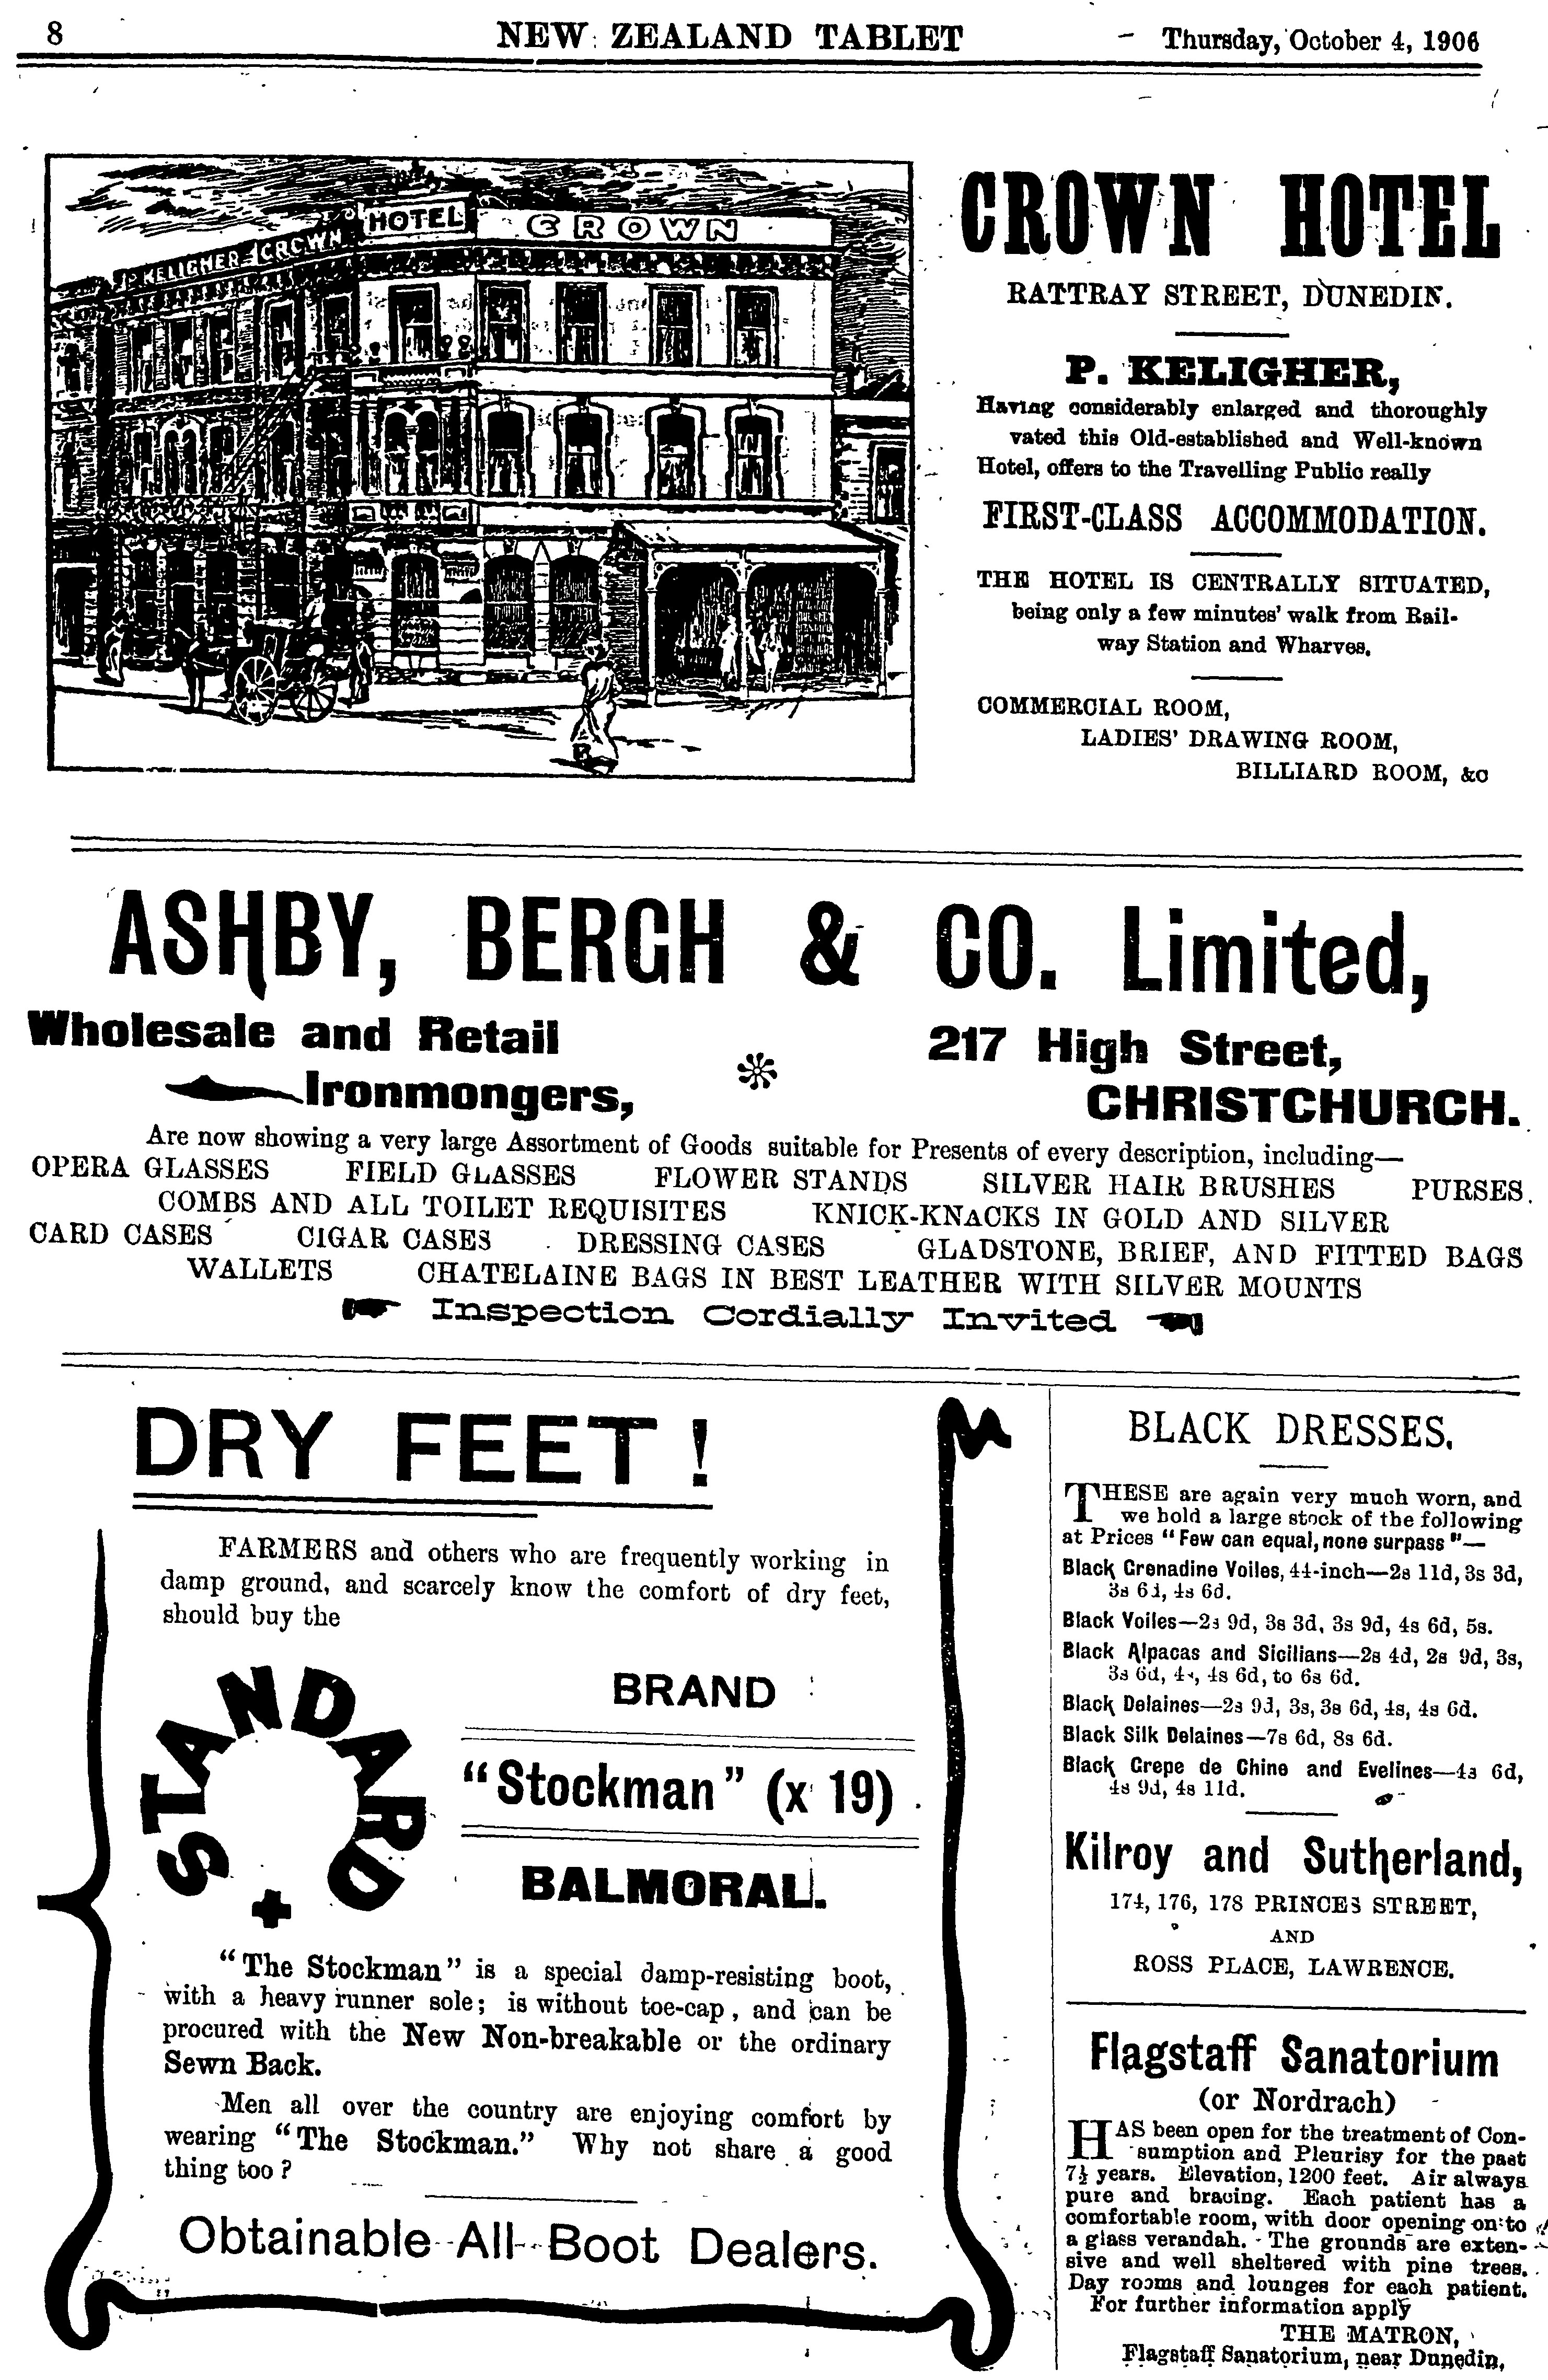 8
NEW ZEALAND TABLET
Thursday, October 4, 1906
HOTEL
CROWN
P. KELIGHER CROWN
CROWN HOTEL
RATTRAY STREET, DUNEDIN.
P. KELIGHER,
Having considerably enlarged and thoroughly
vated this Old-established and Well-known
Hotel, offers to the Travelling Public really
FIRST-CLASS ACCOMMODATION.
THE HOTEL IS CENTRALLY SITUATED,
being only a few minutes' walk from Rail-
way Station and Wharves.
COMMERCIAL ROOM,
LADIES' DRAWING ROOM,
BILLIARD ROOM, &c
ASHBY, BERGH & CO. Limited,
Wholesale and Retail
Ironmongers,
217 High Street,
CHRISTCHURCH.
Are now showing a very large Assortment of Goods suitable for Presents of every description, including—
OPERA GLASSES FIELD GLASSES FLOWER STANDS SILVER HAIR BRUSHES PURSES.
COMBS AND ALL TOILET REQUISITES KNICK-KNACKS IN GOLD AND SILVER
CARD CASES CIGAR CASES DRESSING CASES GLADSTONE, BRIEF, AND FITTED BAGS
WALLETS CHATELAINE BAGS IN BEST LEATHER WITH SILVER MOUNTS
Inspection Cordially Invited
DRY FEET!
FARMERS and others who are frequently working in
damp ground, and scarcely know the comfort of dry feet,
should buy the
STANDARD
BRAND
"Stockman" (x 19)
BALMORAL.
"The Stockman" is a special damp-resisting boot,
with a heavy runner sole; is without toe-cap, and can be
procured with the New Non-breakable or the ordinary
Sewn Back.
Men all over the country are enjoying comfort by
wearing "The Stockman." Why not share a good
thing too?
Obtainable All Boot Dealers.
BLACK DRESSES.
THESE are again very much worn, and
we hold a large stock of the following
at Prices "Few can equal, none surpass"—
Black Grenadine Voiles, 44-inch—2s 11d, 3s 3d,
3s 6d, 4s 6d.
Black Voiles—2s 9d, 3s 3d, 3s 9d, 4s 6d, 5s.
Black Alpacas and Sicilians—2s 4d, 2s 9d, 3s,
3s 6d, 4s, 4s 6d, to 6s 6d.
Black Delaines—2s 9d, 3s, 3s 6d, 4s, 4s 6d.
Black Silk Delaines—7s 6d, 8s 6d.
Black Crepe de Chine and Evelines—4s 6d,
4s 9d, 4s 11d.
Kilroy and Sutherland,
174, 176, 178 PRINCES STREET,
AND
ROSS PLACE, LAWRENCE.
Flagstaff Sanatorium
(or Nordrach)
HAS been open for the treatment of Con-
sumption and Pleurisy for the past
7½ years. Elevation, 1200 feet. Air always
pure and bracing. Each patient has a
comfortable room, with door opening on to
a glass verandah. The grounds are exten-
sive and well sheltered with pine trees.
Day rooms and lounges for each patient.
For further information apply
THE MATRON,
Flagstaff Sanatorium, near Dunedin,